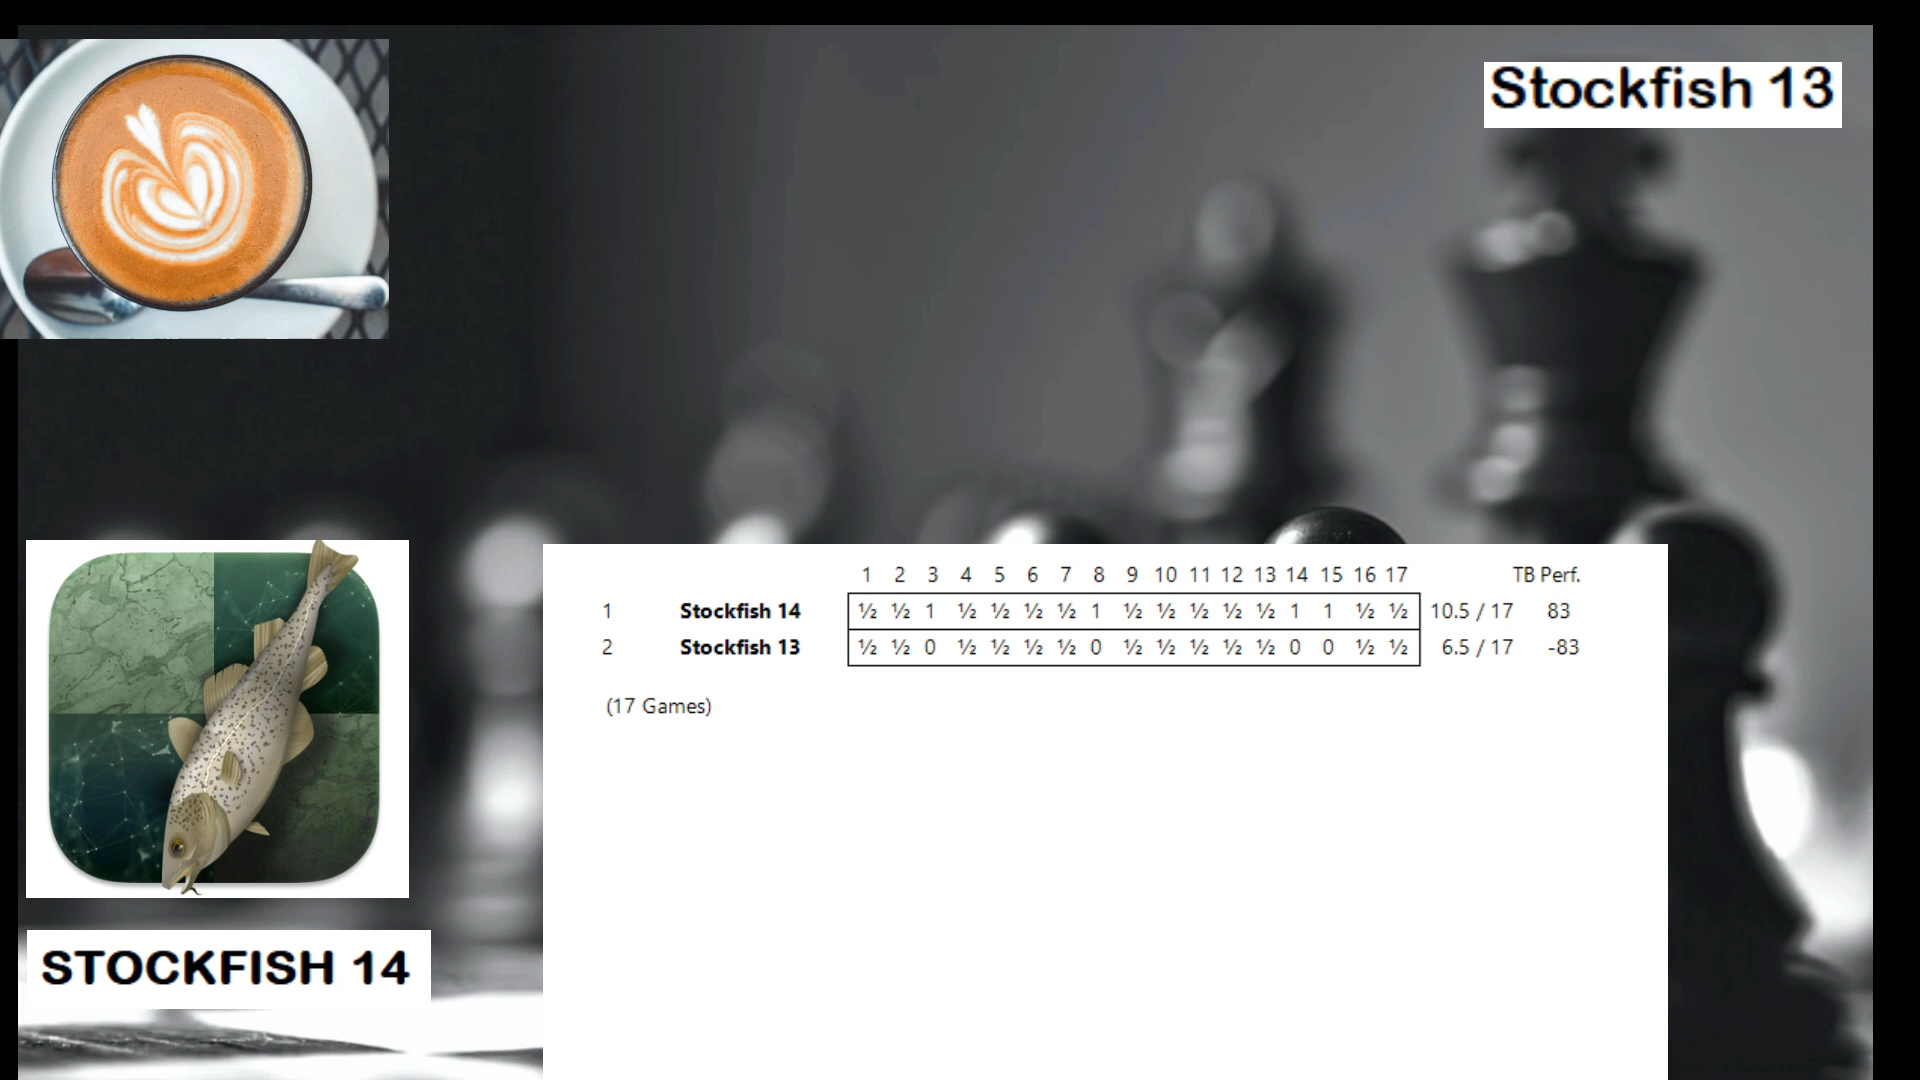 Stockfish 13
1 2 3 4 5 6 7 8 9 10 11 12 13 14 15 16 17 TB Perf.
1 Stockfish 14 ½ ½ 1 ½ ½ ½ ½ 1 ½ ½ ½ ½ ½ 1 1 ½ ½ 10.5 / 17 83
2 Stockfish 13 ½ ½ 0 ½ ½ ½ ½ 0 ½ ½ ½ ½ ½ 0 0 ½ ½ 6.5 / 17 -83
(17 Games)
STOCKFISH 14